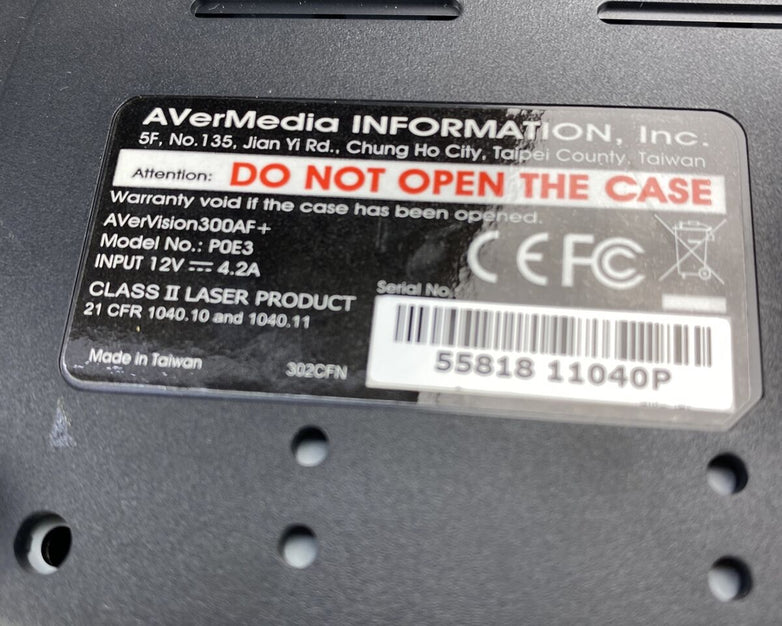 AVerMedia INFORMATION, Inc.
5F, No.135, Jian Yi Rd., Chung Ho City, Taipei County, Taiwan
Attention: DO NOT OPEN THE CASE
Warranty void if the case has been opened.
AVerVision300AF+
Model No.: P0E3
INPUT 12V ⎓ 4.2A
CE FC
CLASS II LASER PRODUCT
21 CFR 1040.10 and 1040.11
Serial No.
55818 11040P
Made in Taiwan
302CFN